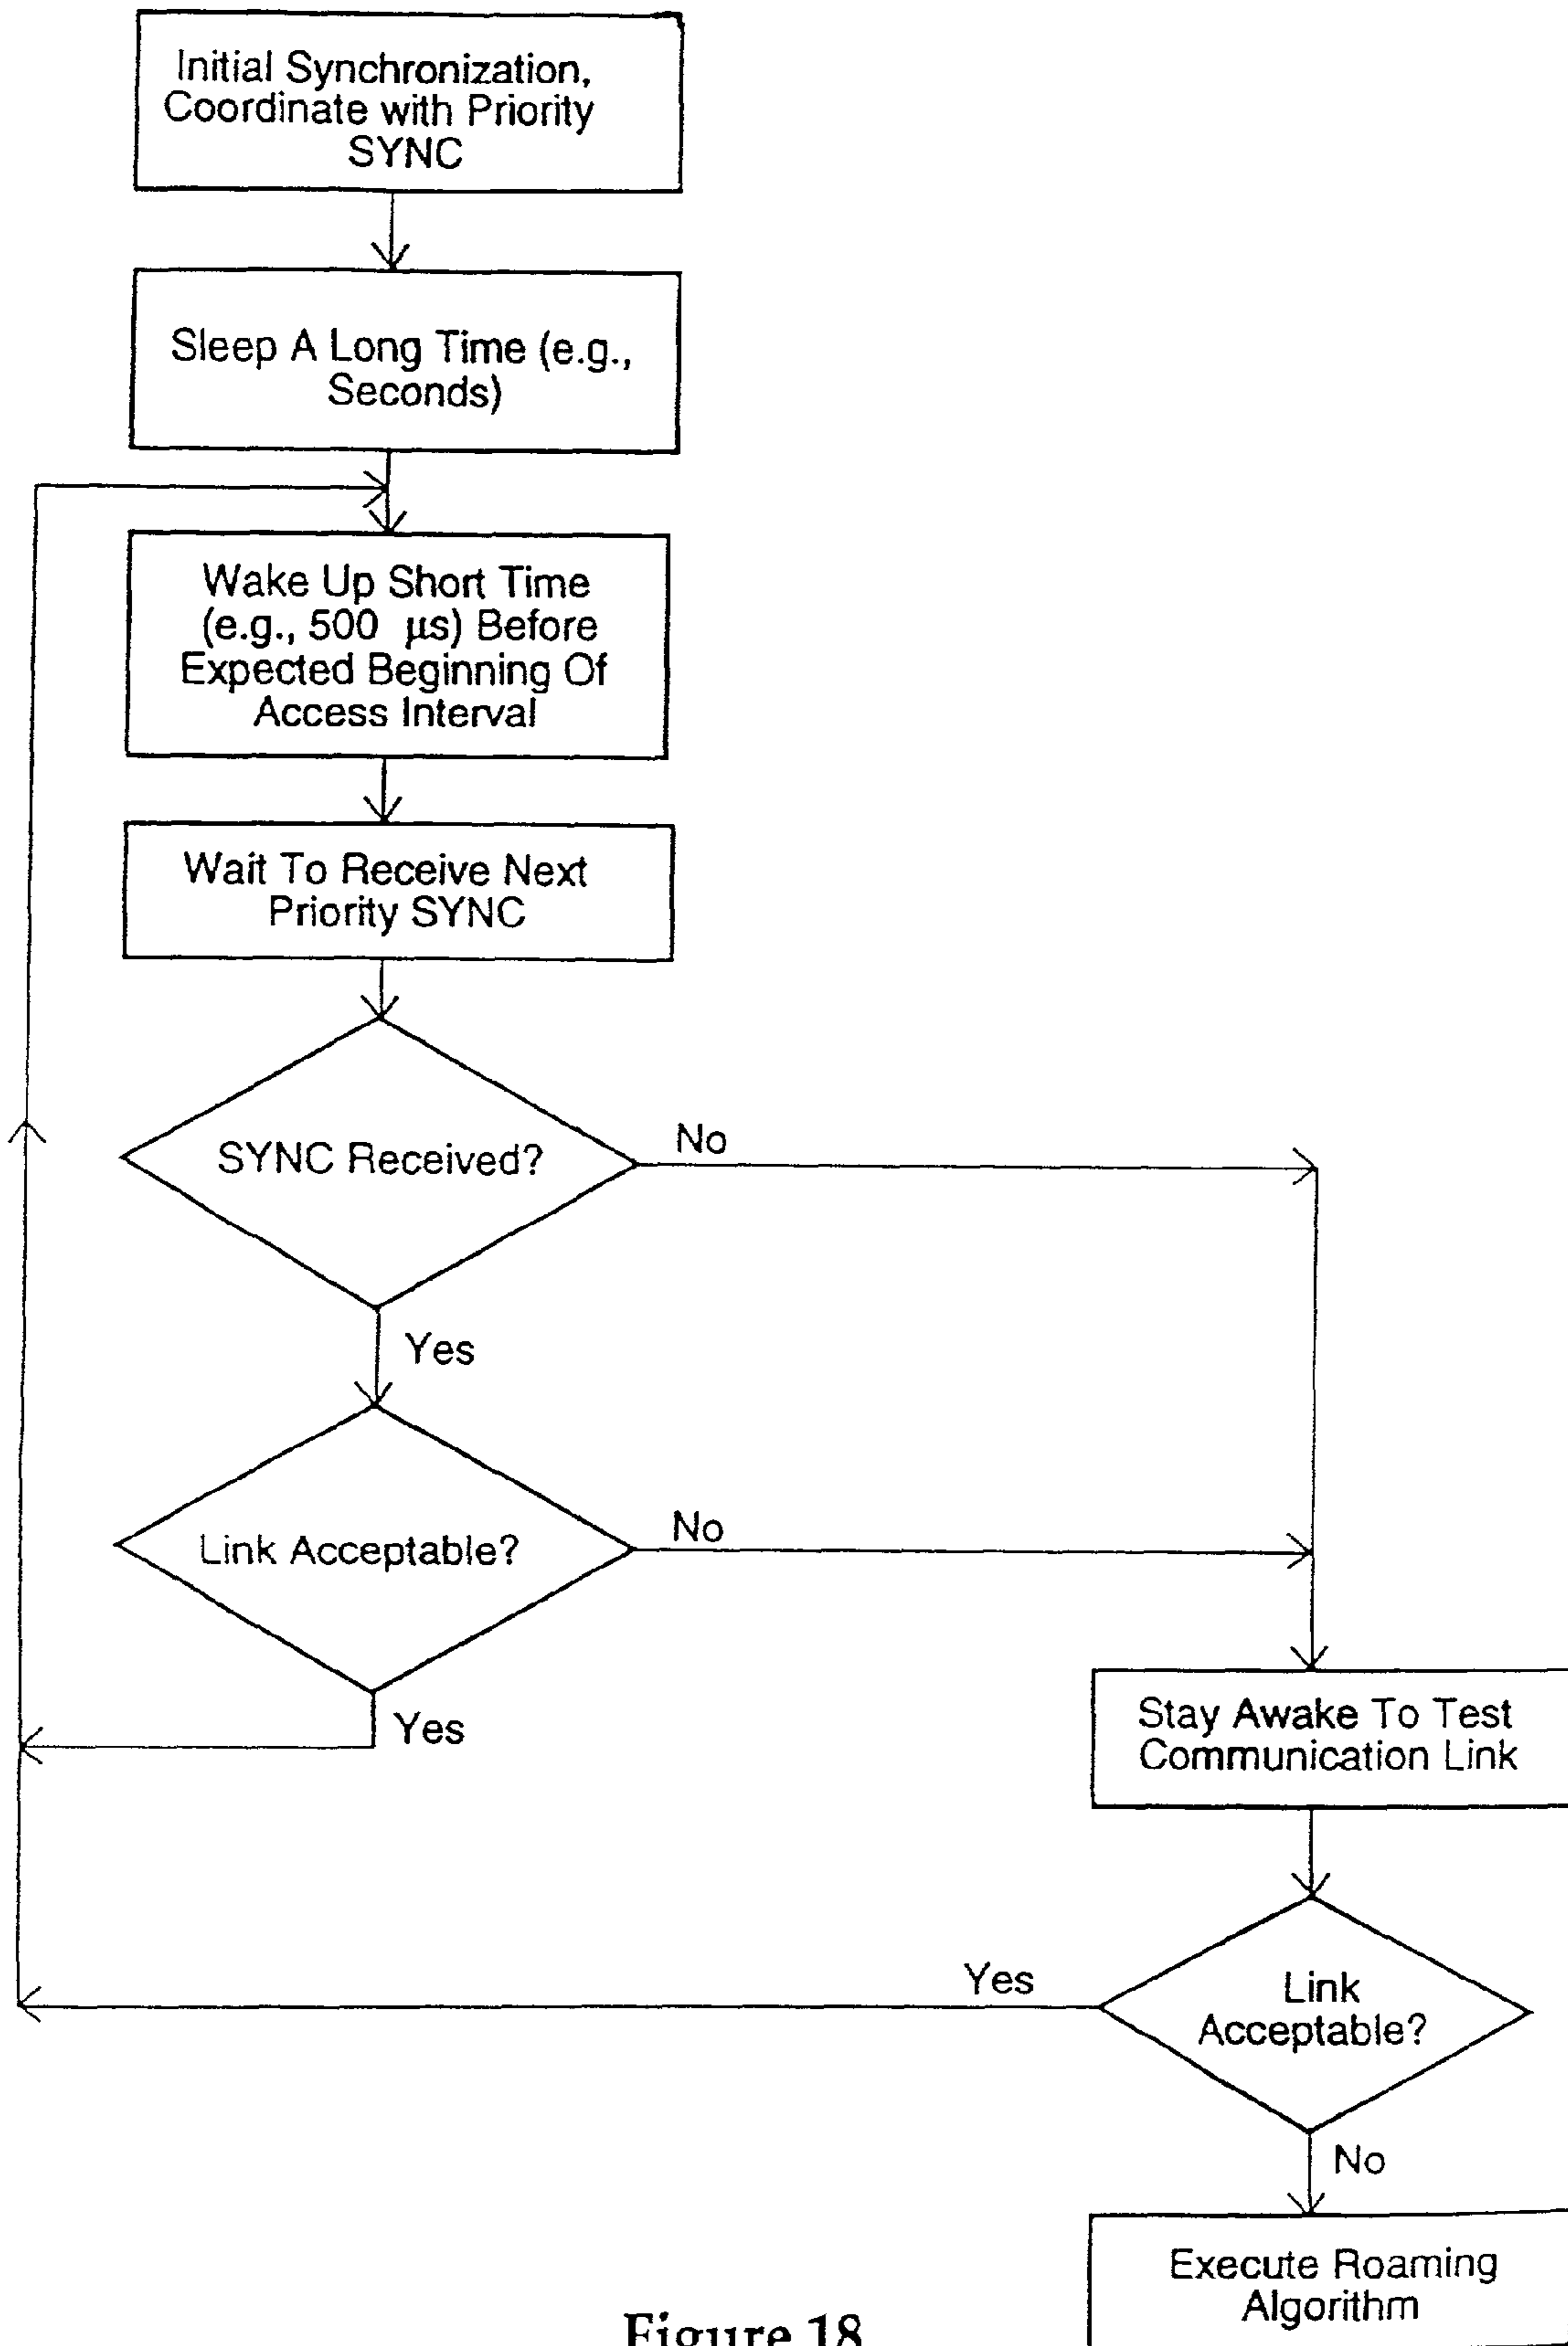 Initial Synchronization,
Coordinate with Priority
SYNC
Sleep A Long Time (e.g.,
Seconds)
Wake Up Short Time
(e.g., 500 μs) Before
Expected Beginning Of
Access Interval
Wait To Receive Next
Priority SYNC
SYNC Received?
No
Yes
Link Acceptable?
No
Yes
Stay Awake To Test
Communication Link
Link
Acceptable?
Yes
No
Execute Roaming
Algorithm
Figure 18